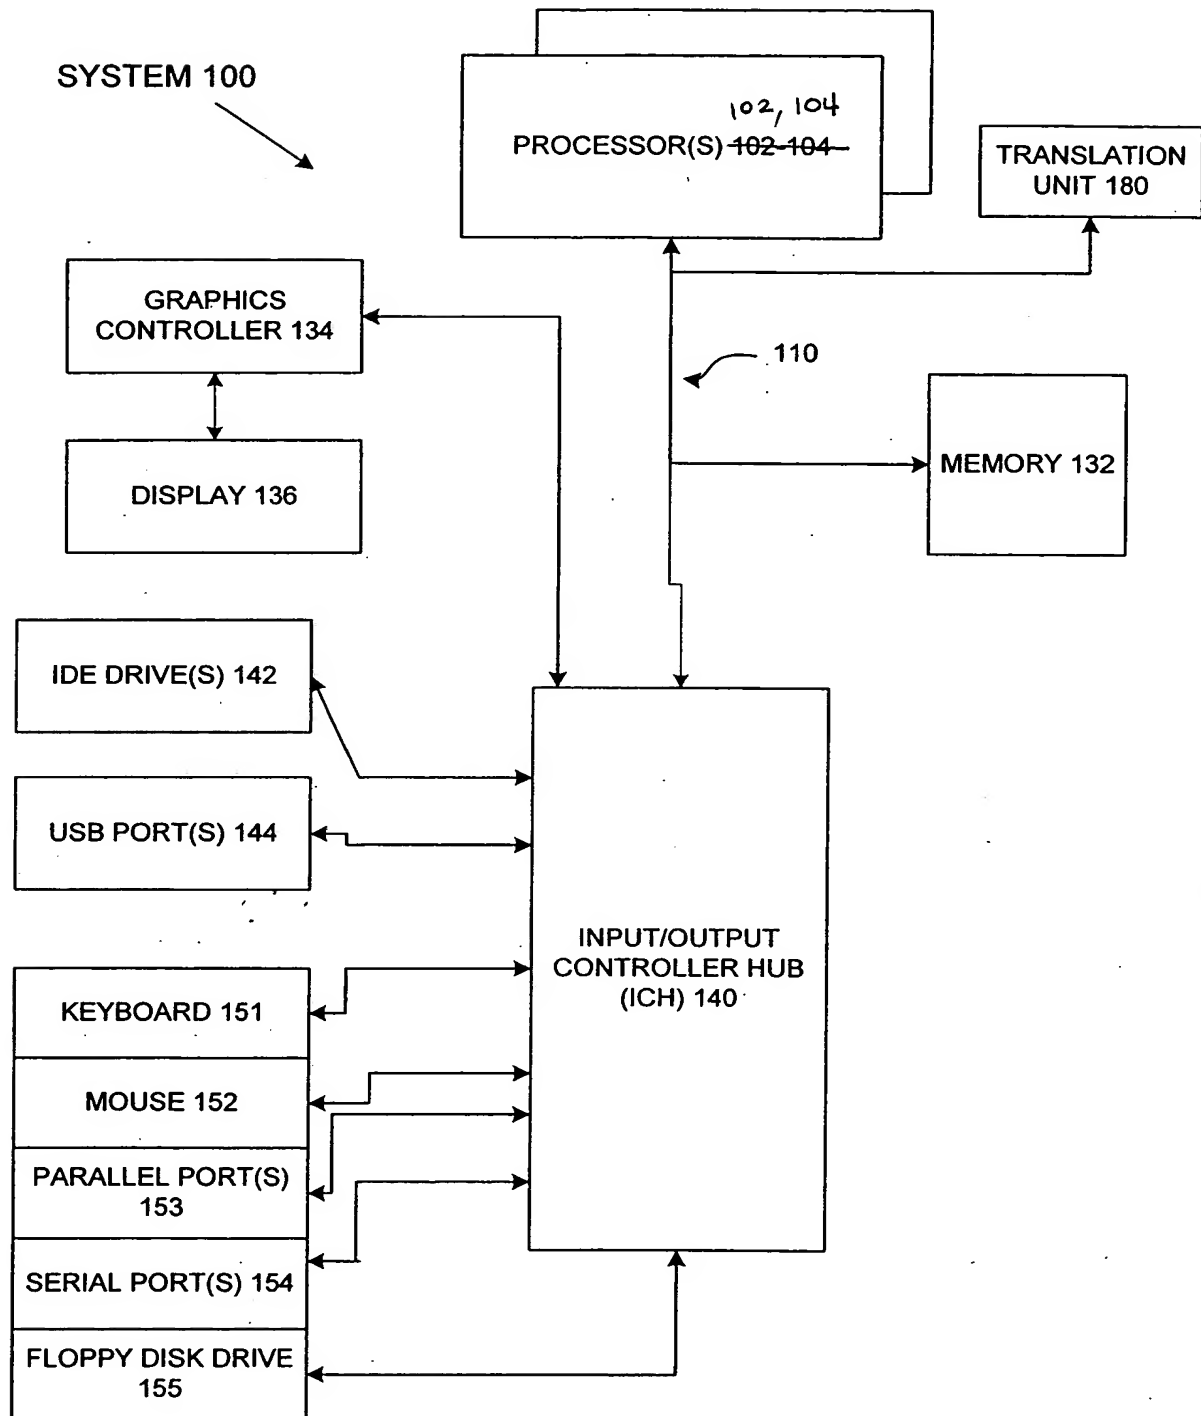 SYSTEM 100
102, 104
PROCESSOR(S) 102-104
TRANSLATION
UNIT 180
GRAPHICS
CONTROLLER 134
110
DISPLAY 136
MEMORY 132
IDE DRIVE(S) 142
USB PORT(S) 144
INPUT/OUTPUT
CONTROLLER HUB
(ICH) 140
KEYBOARD 151
MOUSE 152
PARALLEL PORT(S)
153
SERIAL PORT(S) 154
FLOPPY DISK DRIVE
155